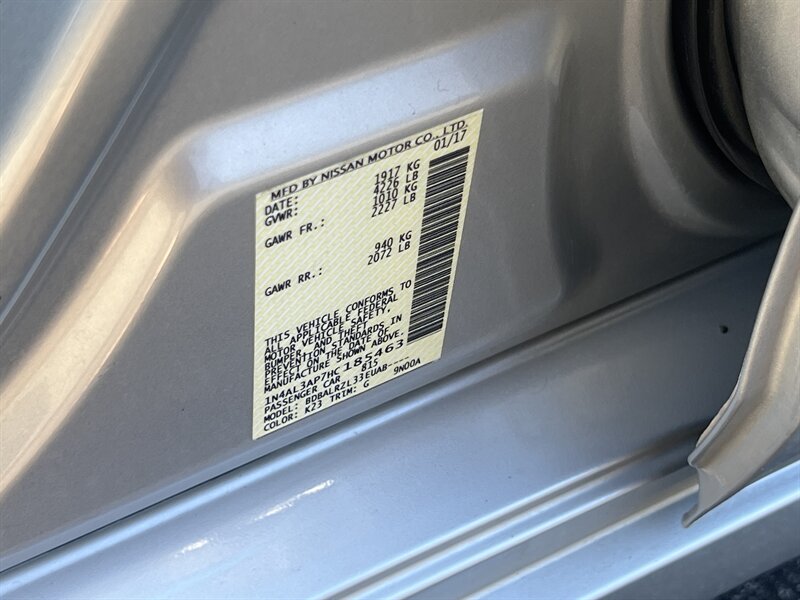 MFD BY NISSAN MOTOR CO., LTD.
DATE: 01/17
GVWR: 1917 KG
4226 LB
GAWR FR.: 1010 KG
2227 LB
GAWR RR.: 940 KG
2072 LB
THIS VEHICLE CONFORMS TO
ALL APPLICABLE FEDERAL
MOTOR VEHICLE SAFETY,
BUMPER, AND THEFT
PREVENTION STANDARDS IN
EFFECT ON THE DATE OF
MANUFACTURE SHOWN ABOVE.
1N4AL3AP7HC 185463
PASSENGER CAR 815
MODEL: BDBALRZL33EUAB---- 9N00A
COLOR: K23 TRIM: G